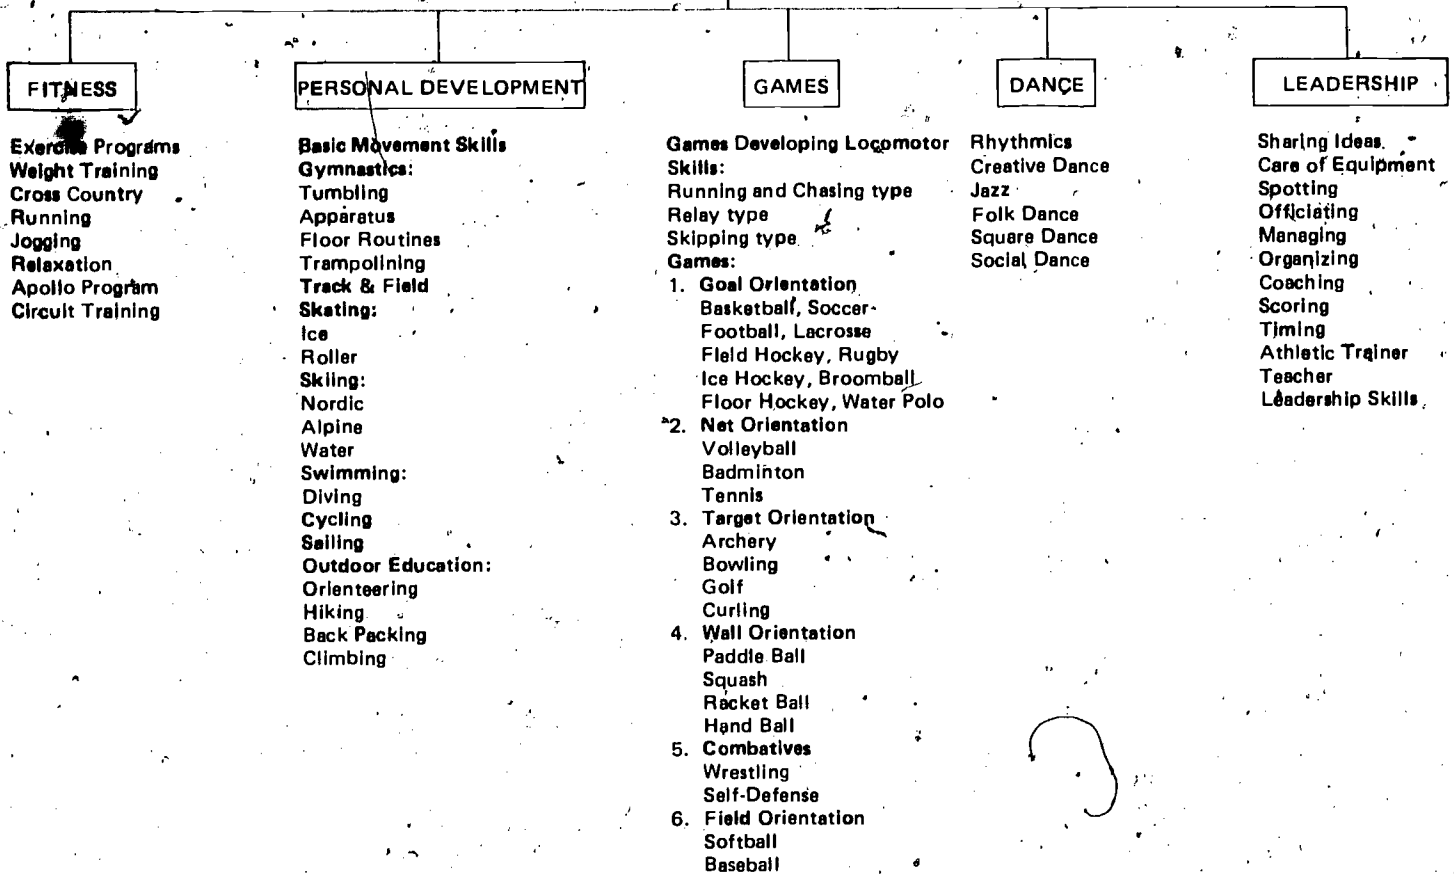 FITNESS
Exercise Programs
Weight Training
Cross Country
Running
Jogging
Relaxation
Apollo Program
Circuit Training
PERSONAL DEVELOPMENT
Basic Movement Skills
Gymnastics:
Tumbling
Apparatus
Floor Routines
Trampolining
Track & Field
Skating:
Ice
Roller
Skiing:
Nordic
Alpine
Water
Swimming:
Diving
Cycling
Sailing
Outdoor Education:
Orienteering
Hiking
Back Packing
Climbing
GAMES
Games Developing Locomotor
Skills:
Running and Chasing type
Relay type
Skipping type
Games:
1. Goal Orientation
Basketball, Soccer
Football, Lacrosse
Field Hockey, Rugby
Ice Hockey, Broomball
Floor Hockey, Water Polo
2. Net Orientation
Volleyball
Badminton
Tennis
3. Target Orientation
Archery
Bowling
Golf
Curling
4. Wall Orientation
Paddle Ball
Squash
Racket Ball
Hand Ball
5. Combatives
Wrestling
Self-Defense
6. Field Orientation
Softball
Baseball
DANCE
Rhythmics
Creative Dance
Jazz
Folk Dance
Square Dance
Social Dance
LEADERSHIP
Sharing Ideas.
Care of Equipment
Spotting
Officiating
Managing
Organizing
Coaching
Scoring
Timing
Athletic Trainer
Teacher
Leadership Skills